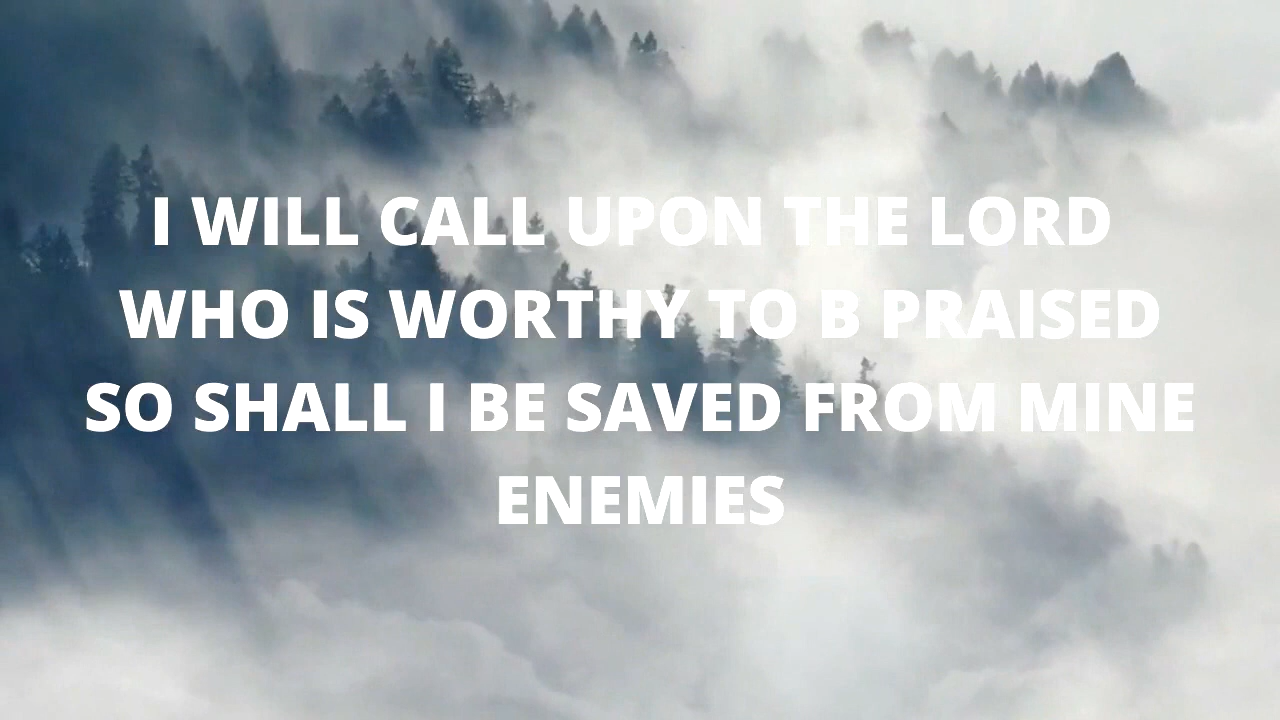 I WILL CALL UPON THE LORD
WHO IS WORTHY TO B PRAISED
SO SHALL I BE SAVED FROM MINE
ENEMIES